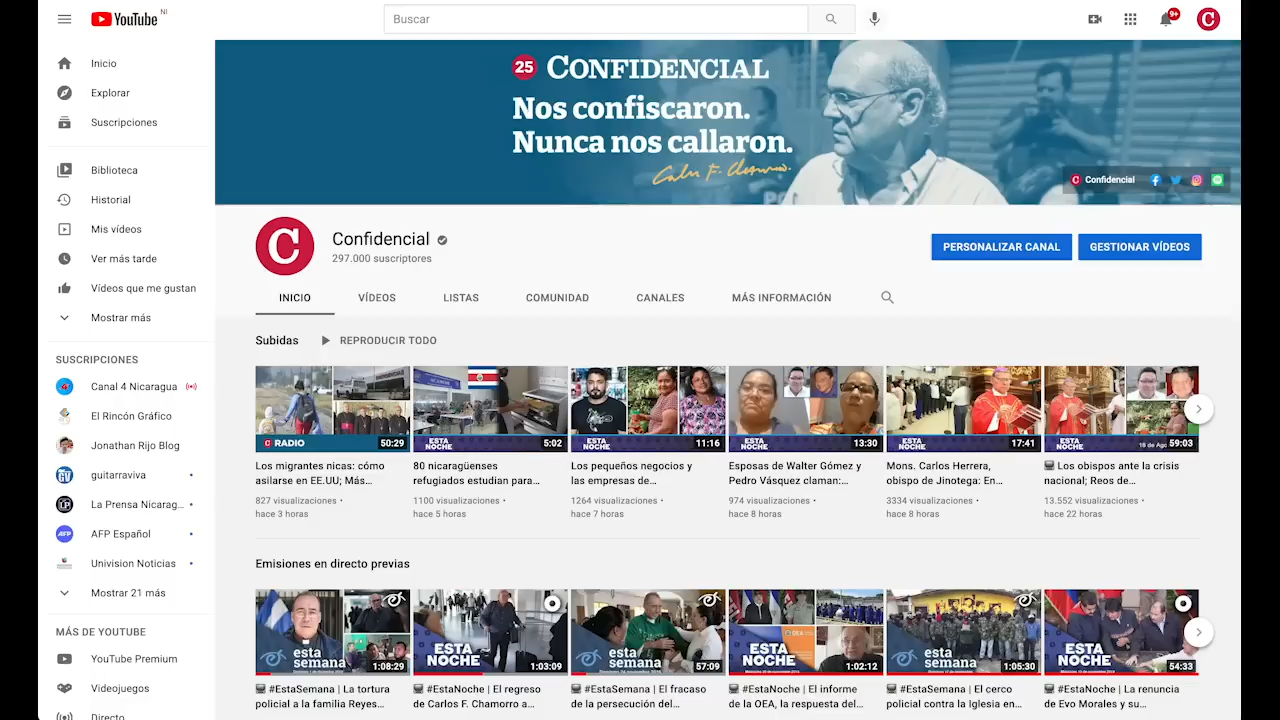 YouTube NI
Buscar
9+
C
Inicio
Explorar
Suscripciones
Biblioteca
Historial
Mis vídeos
Ver más tarde
Vídeos que me gustan
Mostrar más
SUSCRIPCIONES
Canal 4 Nicaragua
El Rincón Gráfico
Jonathan Rijo Blog
guitarraviva
La Prensa Nicarag...
AFP Español
Univision Noticias
Mostrar 21 más
MÁS DE YOUTUBE
YouTube Premium
Videojuegos
Directo
25 CONFIDENCIAL
Nos confiscaron.
Nunca nos callaron.
C Confidencial
C
Confidencial
297.000 suscriptores
PERSONALIZAR CANAL GESTIONAR VÍDEOS
INICIO VÍDEOS LISTAS COMUNIDAD CANALES MÁS INFORMACIÓN
Subidas REPRODUCIR TODO
C RADIO 50:29
ESTA NOCHE 5:02
ESTA NOCHE 11:16
ESTA NOCHE 13:30
ESTA NOCHE 17:41
ESTA NOCHE 18 de Ago 59:03
Los migrantes nicas: cómo
asilarse en EE.UU; Más...
827 visualizaciones •
hace 3 horas
80 nicaragüenses
refugiados estudian para...
1100 visualizaciones •
hace 5 horas
Los pequeños negocios y
las empresas de...
1264 visualizaciones •
hace 7 horas
Esposas de Walter Gómez y
Pedro Vásquez claman:...
974 visualizaciones •
hace 8 horas
Mons. Carlos Herrera,
obispo de Jinotega: En...
3334 visualizaciones •
hace 8 horas
Los obispos ante la crisis
nacional; Reos de...
13.552 visualizaciones •
hace 22 horas
Emisiones en directo previas
esta semana 1:08:29
ESTA NOCHE 1:03:09
esta semana 57:09
ESTA NOCHE OEA 1:02:12
esta semana 1:05:30
ESTA NOCHE 54:33
#EstaSemana | La tortura
policial a la familia Reyes...
#EstaNoche | El regreso
de Carlos F. Chamorro a...
#EstaSemana | El fracaso
de la persecución del...
#EstaNoche | El informe
de la OEA, la respuesta del...
#EstaSemana | El cerco
policial contra la Iglesia en...
#EstaNoche | La renuncia
de Evo Morales y su...